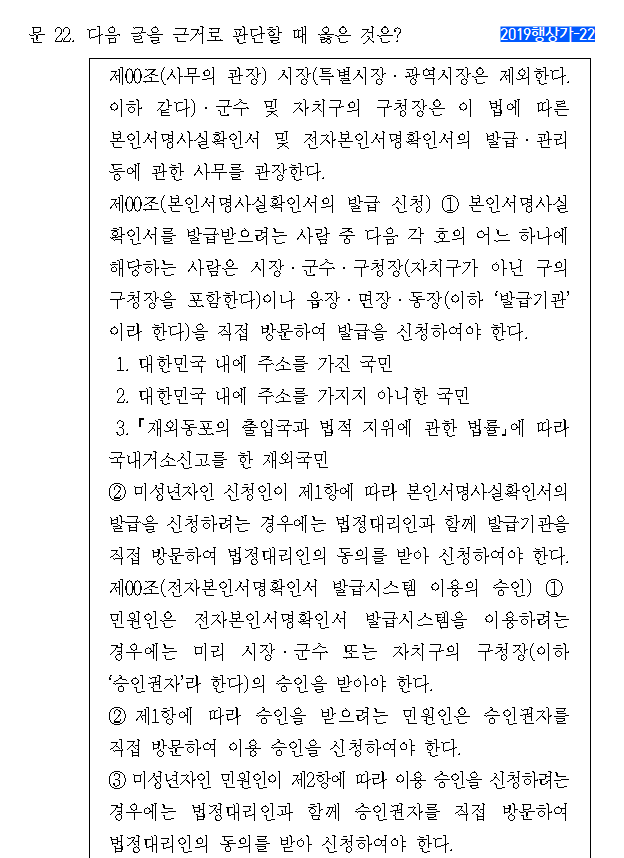 문 22. 다음 글을 근거로 판단할 때 옳은 것은? 2019행상가-22
제00조(사무의 관장) 시장(특별시장·광역시장은 제외한다.
이하 같다)·군수 및 자치구의 구청장은 이 법에 따른
본인서명사실확인서 및 전자본인서명확인서의 발급·관리
등에 관한 사무를 관장한다.
제00조(본인서명사실확인서의 발급 신청) ① 본인서명사실
확인서를 발급받으려는 사람 중 다음 각 호의 어느 하나에
해당하는 사람은 시장·군수·구청장(자치구가 아닌 구의
구청장을 포함한다)이나 읍장·면장·동장(이하 ‘발급기관’
이라 한다)을 직접 방문하여 발급을 신청하여야 한다.
1. 대한민국 내에 주소를 가진 국민
2. 대한민국 내에 주소를 가지지 아니한 국민
3.「재외동포의 출입국과 법적 지위에 관한 법률」에 따라
국내거소신고를 한 재외국민
② 미성년자인 신청인이 제1항에 따라 본인서명사실확인서의
발급을 신청하려는 경우에는 법정대리인과 함께 발급기관을
직접 방문하여 법정대리인의 동의를 받아 신청하여야 한다.
제00조(전자본인서명확인서 발급시스템 이용의 승인) ①
민원인은 전자본인서명확인서 발급시스템을 이용하려는
경우에는 미리 시장·군수 또는 자치구의 구청장(이하
‘승인권자’라 한다)의 승인을 받아야 한다.
② 제1항에 따라 승인을 받으려는 민원인은 승인권자를
직접 방문하여 이용 승인을 신청하여야 한다.
③ 미성년자인 민원인이 제2항에 따라 이용 승인을 신청하려는
경우에는 법정대리인과 함께 승인권자를 직접 방문하여
법정대리인의 동의를 받아 신청하여야 한다.